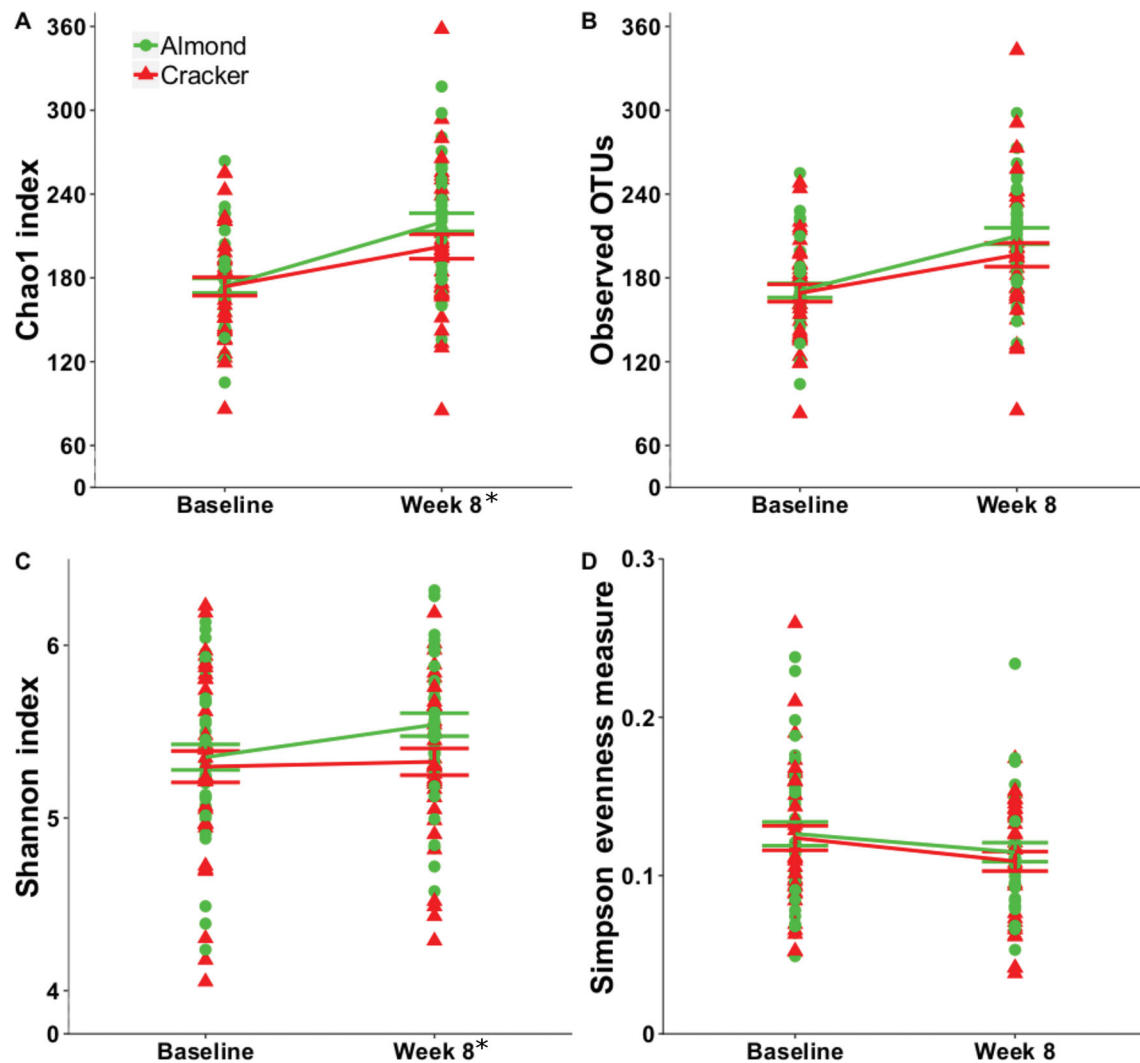 A
Almond
Cracker
Chao1 index
360
300
240
180
120
60
0
Baseline
Week 8*
B
Observed OTUs
360
300
240
180
120
60
0
Baseline
Week 8
C
Shannon index
6
5
4
0
Baseline
Week 8*
D
Simpson evenness measure
0.3
0.2
0.1
0
Baseline
Week 8